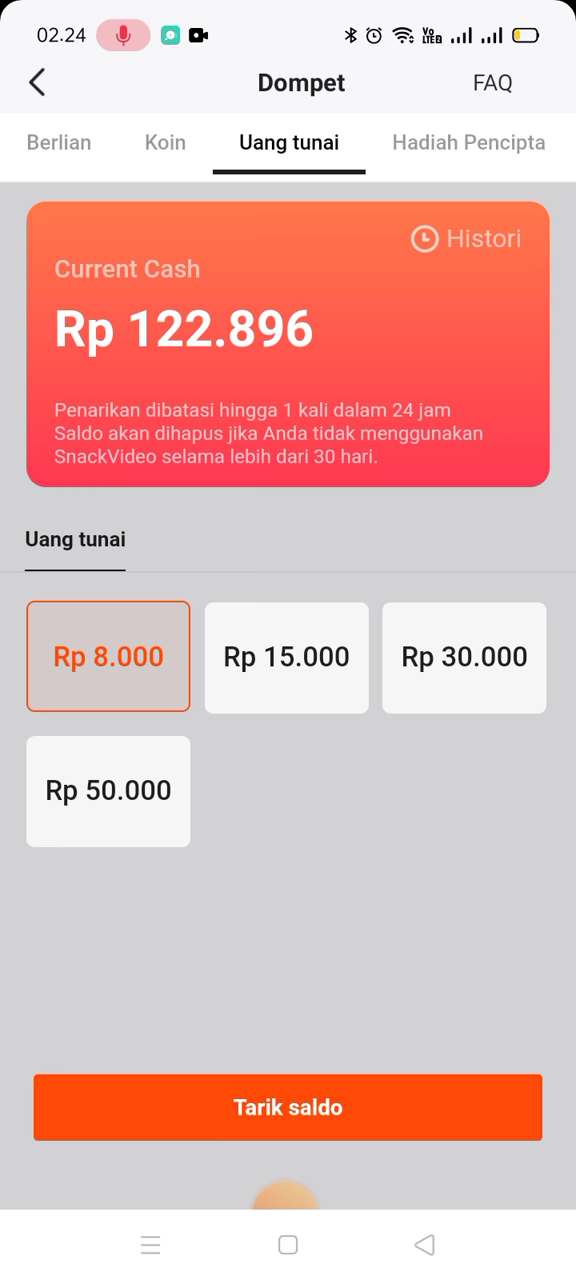 02.24
Vo
LTE2
Dompet
FAQ
Berlian
Koin
Uang tunai
Hadiah Pencipta
Histori
Current Cash
Rp 122.896
Penarikan dibatasi hingga 1 kali dalam 24 jam
Saldo akan dihapus jika Anda tidak menggunakan
SnackVideo selama lebih dari 30 hari.
Uang tunai
Rp 8.000
Rp 15.000
Rp 30.000
Rp 50.000
Tarik saldo